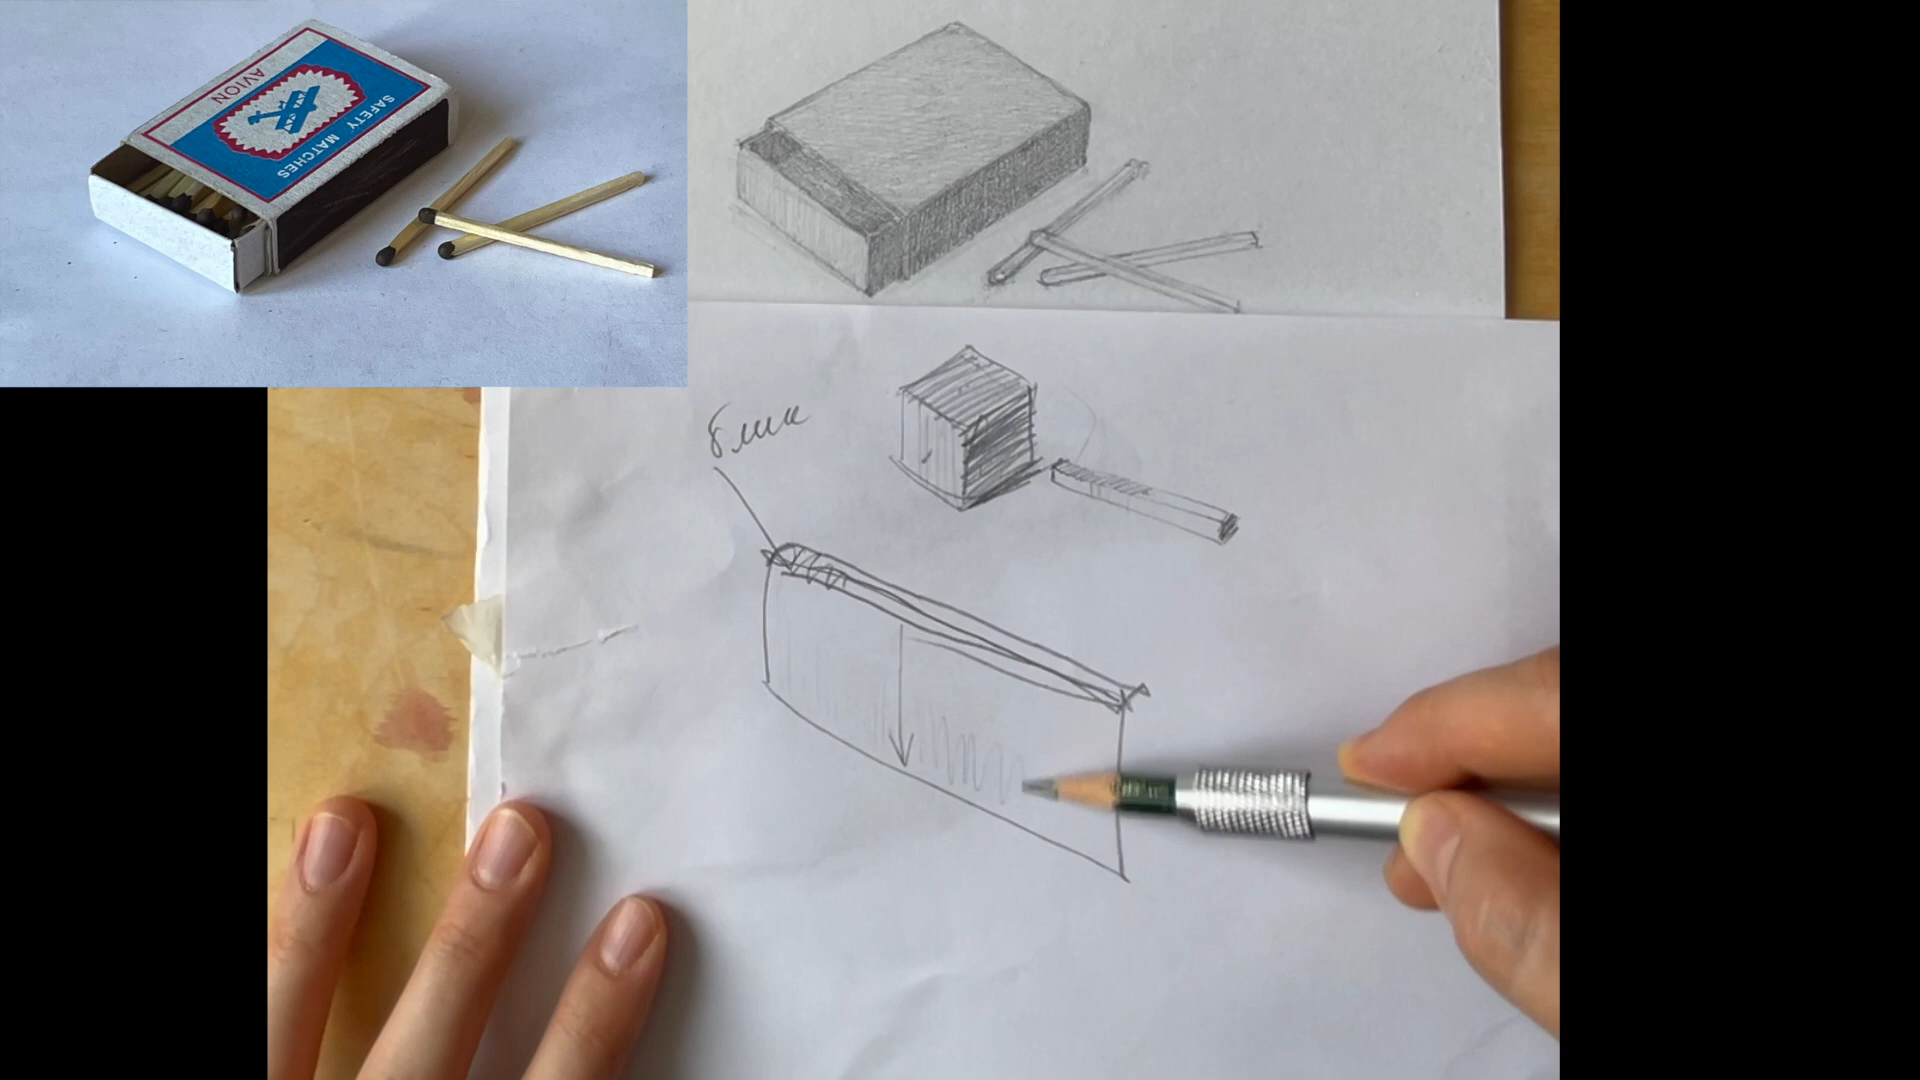 AVION
SAFETY MATCHES
блик